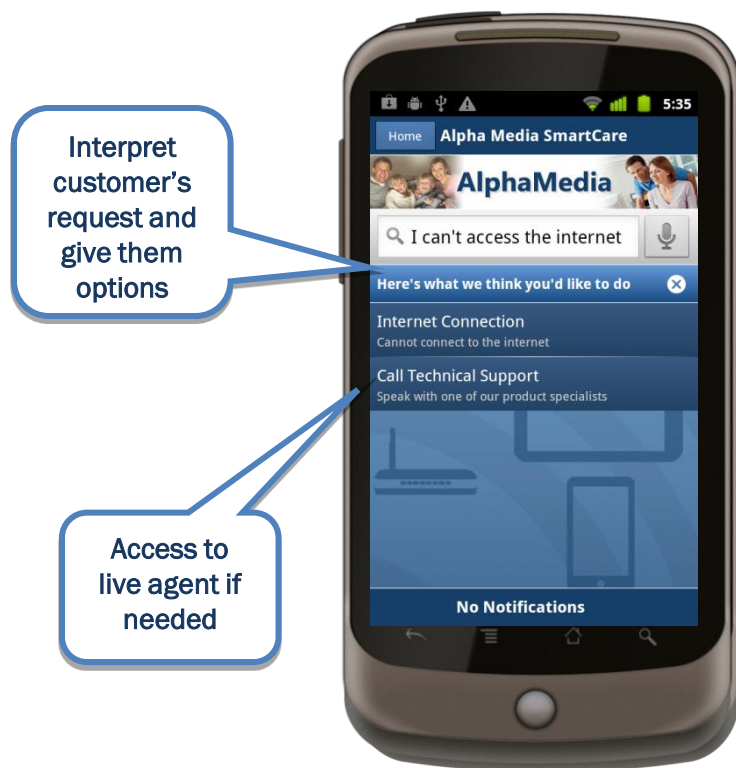 Interpret
customer's
request and
give them
options
Access to
live agent if
needed
5:35
Home Alpha Media SmartCare
AlphaMedia
I can't access the internet
Here's what we think you'd like to do
Internet Connection
Cannot connect to the internet
Call Technical Support
Speak with one of our product specialists
No Notifications